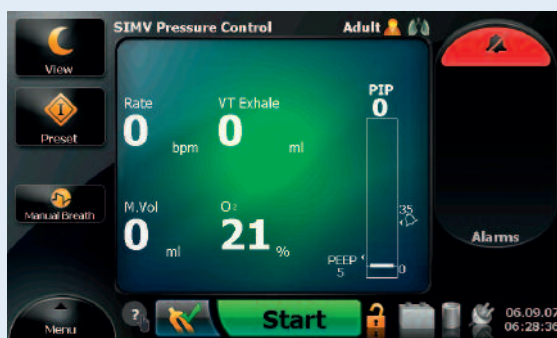 SIMV Pressure Control
Adult
View
Preset
Manual Breath
Menu
Rate
0 bpm
VT Exhale
0 ml
M.Vol
0 ml
O2
21 %
PIP
0
35
PEEP
5
0
Alarms
?
Start
06.09.07
06:28:36